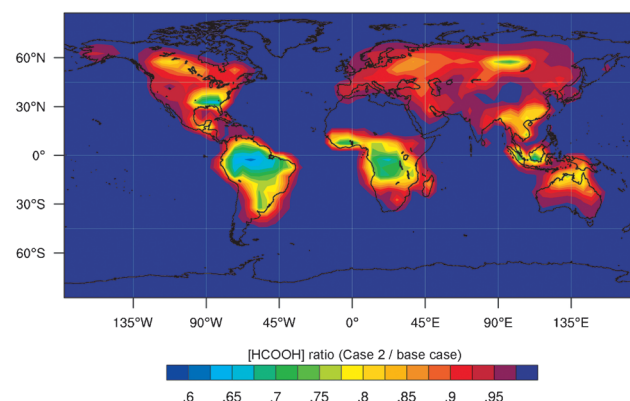 60°N
30°N
0°
30°S
60°S
135°W 90°W 45°W 0° 45°E 90°E 135°E
[HCOOH] ratio (Case 2 / base case)
.6 .65 .7 .75 .8 .85 .9 .95